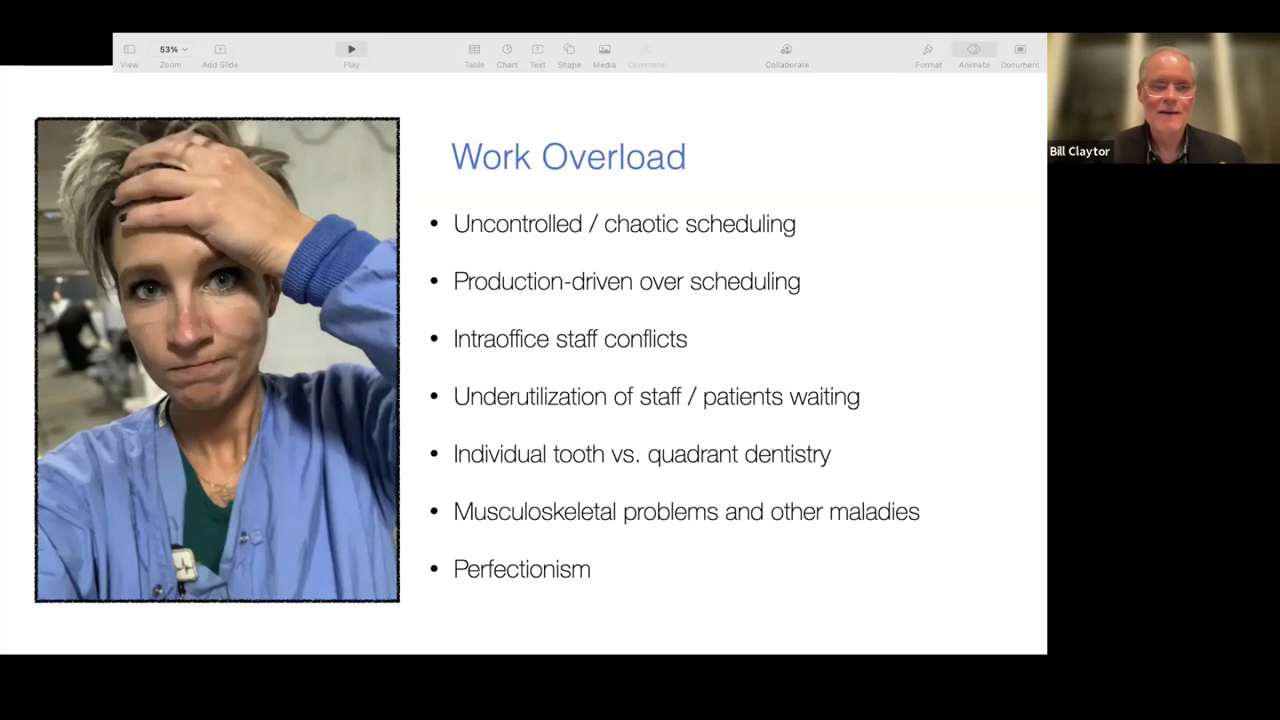 53%
View
Zoom
Add Slide
Play
Table
Chart
Text
Shape
Media
Comment
Collaborate
Format
Animate
Document
Bill Claytor
Work Overload
• Uncontrolled / chaotic scheduling
• Production-driven over scheduling
• Intraoffice staff conflicts
• Underutilization of staff / patients waiting
• Individual tooth vs. quadrant dentistry
• Musculoskeletal problems and other maladies
• Perfectionism